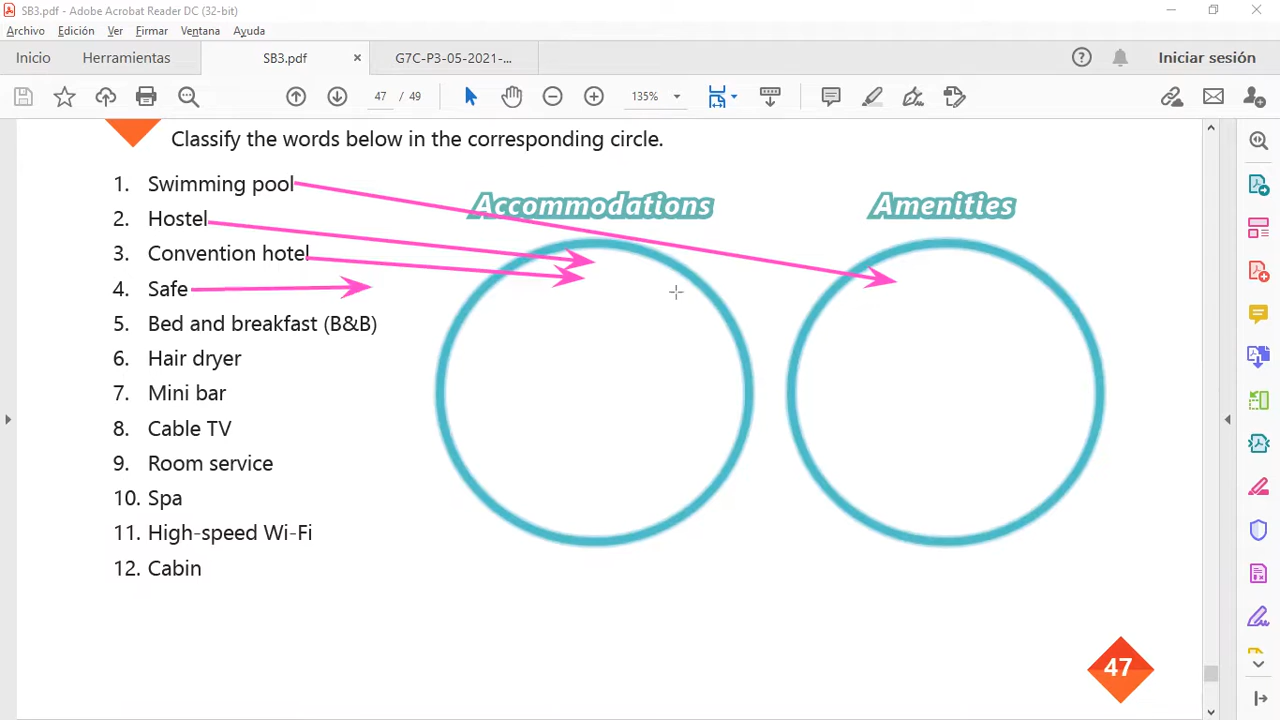 SB3.pdf - Adobe Acrobat Reader DC (32-bit)
Archivo Edición Ver Firmar Ventana Ayuda
Inicio Herramientas SB3.pdf × G7C-P3-05-2021-... Iniciar sesión
47 / 49 135%
Classify the words below in the corresponding circle.
Accommodations Amenities
1. Swimming pool
2. Hostel
3. Convention hotel
4. Safe
5. Bed and breakfast (B&B)
6. Hair dryer
7. Mini bar
8. Cable TV
9. Room service
10. Spa
11. High-speed Wi-Fi
12. Cabin
47